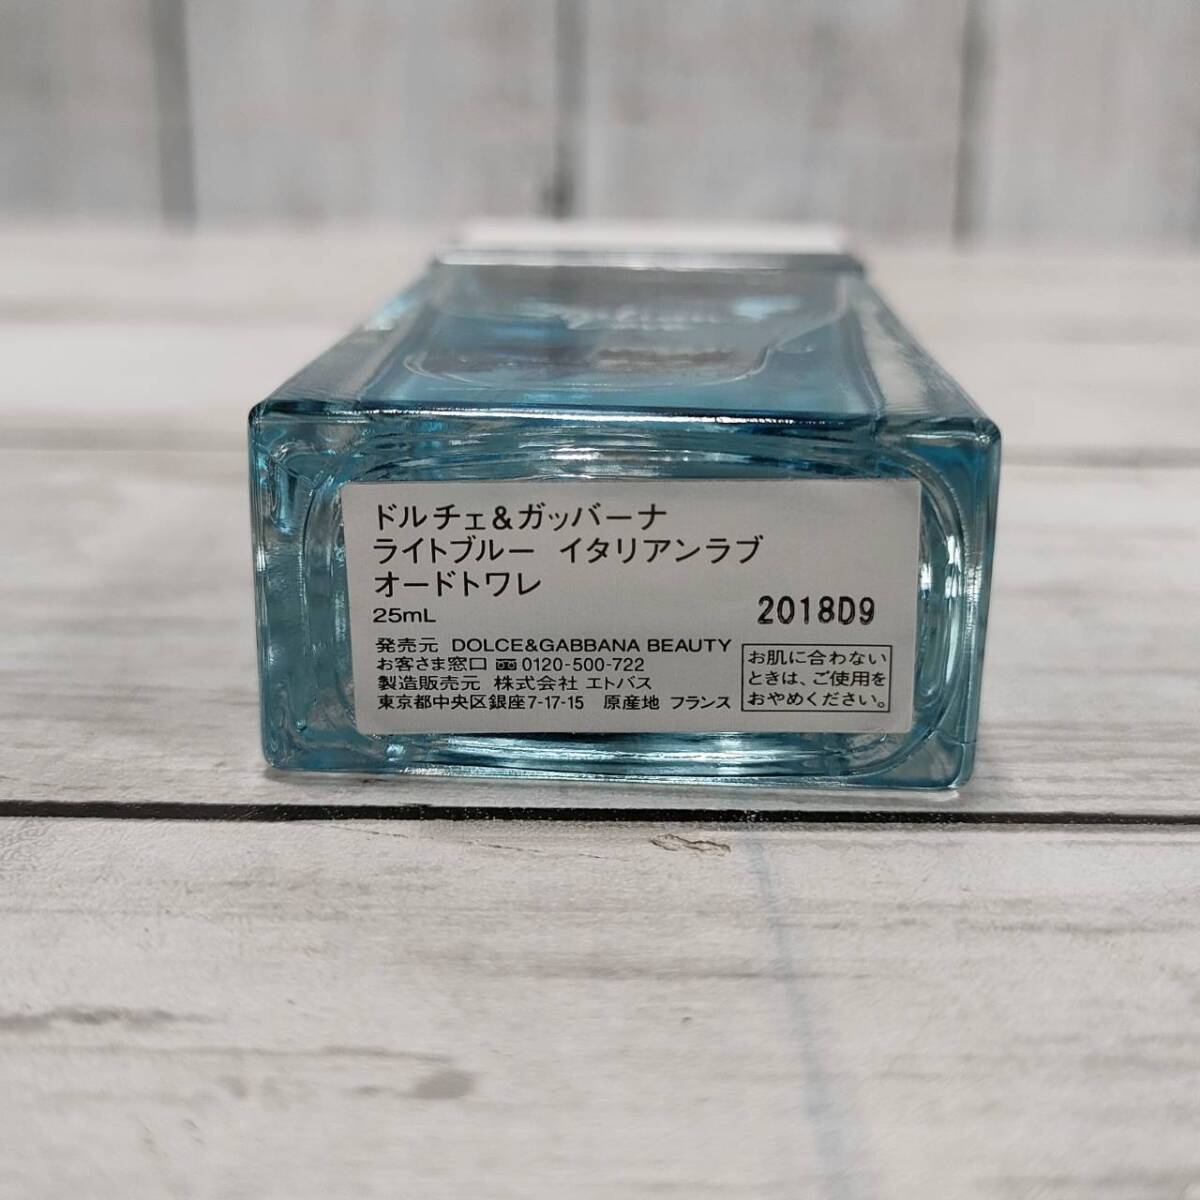 ドルチェ&ガッバーナ
ライトブルー イタリアンラブ
オードトワレ
25mL
2018D9
発売元 DOLCE&GABBANA BEAUTY
お客さま窓口 0120-500-722
製造販売元 株式会社 エトバス
東京都中央区銀座7-17-15 原産地 フランス
お肌に合わない
ときは、ご使用を
おやめください。